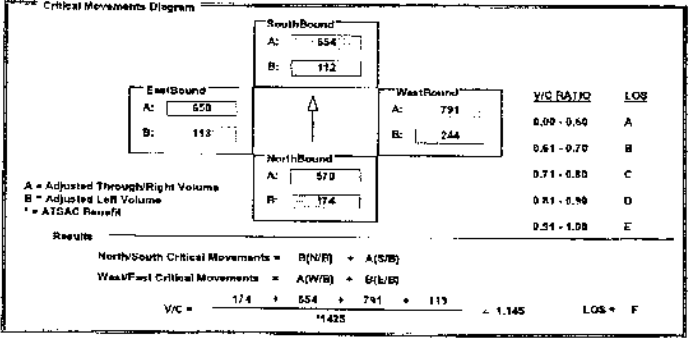 Critical Movements Diagram
SouthBound
A: 654
B: 112
EastBound
A: 650
B: 113
WestBound
A: 791
B: 244
NorthBound
A: 570
B: 174
V/C RATIO LOS
0.00 - 0.60 A
0.61 - 0.70 B
0.71 - 0.80 C
0.81 - 0.90 D
0.91 - 1.00 E
A = Adjusted Through/Right Volume
B = Adjusted Left Volume
* = ATSAC Benefit
Results
North/South Critical Movements = B(N/B) + A(S/B)
West/East Critical Movements = A(W/B) + B(E/B)
V/C = 174 + 654 + 791 + 113 = 1.145 LOS = F
*1425